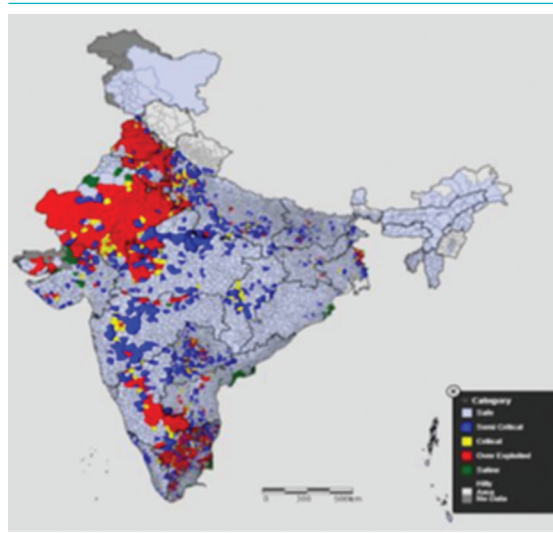 Category
Safe
Semi Critical
Critical
Over Exploited
Saline
Hilly
Area
No Data
0 200 500km